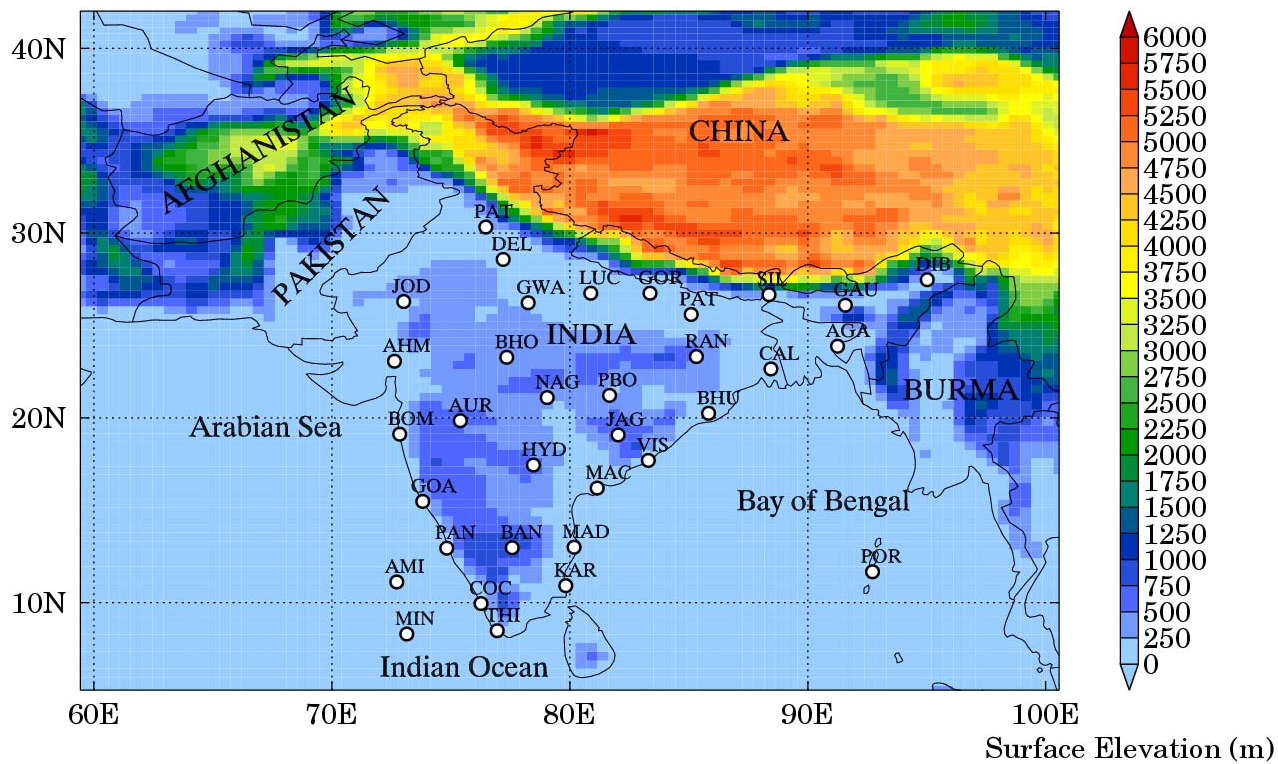 40N
30N
20N
10N
60E
70E
80E
90E
100E
AFGHANISTAN
PAKISTAN
CHINA
INDIA
BURMA
Arabian Sea
Bay of Bengal
Indian Ocean
PAT
DEL
JOD
GWA
LUC
GOR
PAT
SIL
GAU
DIB
AHM
BHO
RAN
CAL
AGA
NAG
PBO
BHU
BOM
AUR
JAG
HYD
VIS
MAC
GOA
PAN
BAN
MAD
AMI
KAR
POR
COC
MIN
THI
6000
5750
5500
5250
5000
4750
4500
4250
4000
3750
3500
3250
3000
2750
2500
2250
2000
1750
1500
1250
1000
750
500
250
0
Surface Elevation (m)